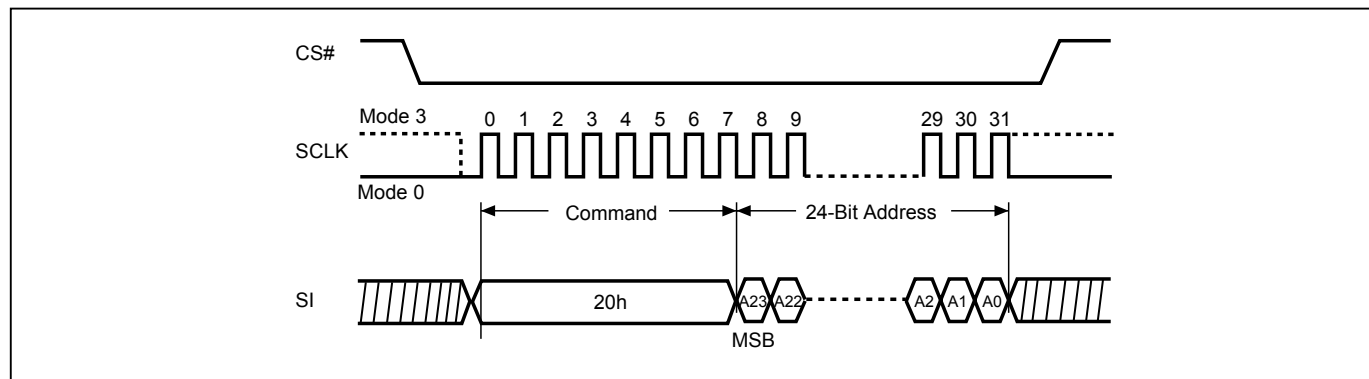 CS#
Mode 3
0 1 2 3 4 5 6 7 8 9 29 30 31
SCLK
Mode 0
Command 24-Bit Address
SI 20h A23 A22 A2 A1 A0
MSB